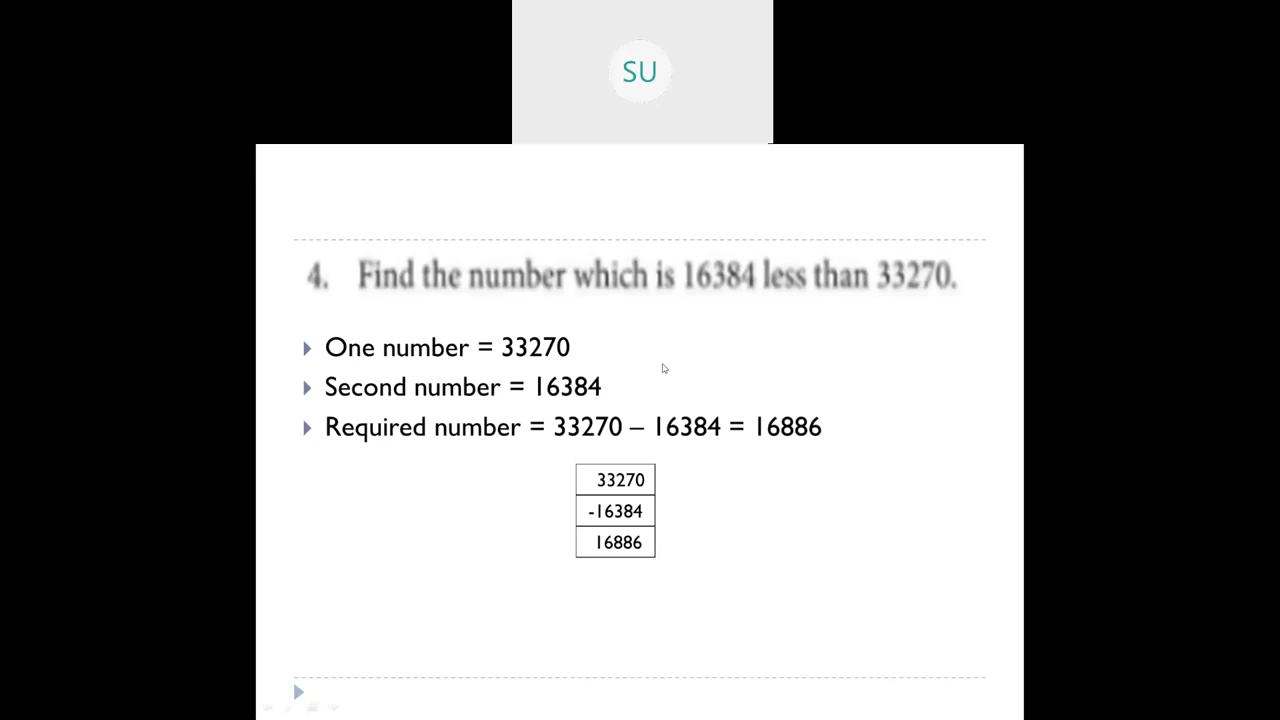 SU
4. Find the number which is 16384 less than 33270.
One number = 33270
Second number = 16384
Required number = 33270 – 16384 = 16886
33270
-16384
16886